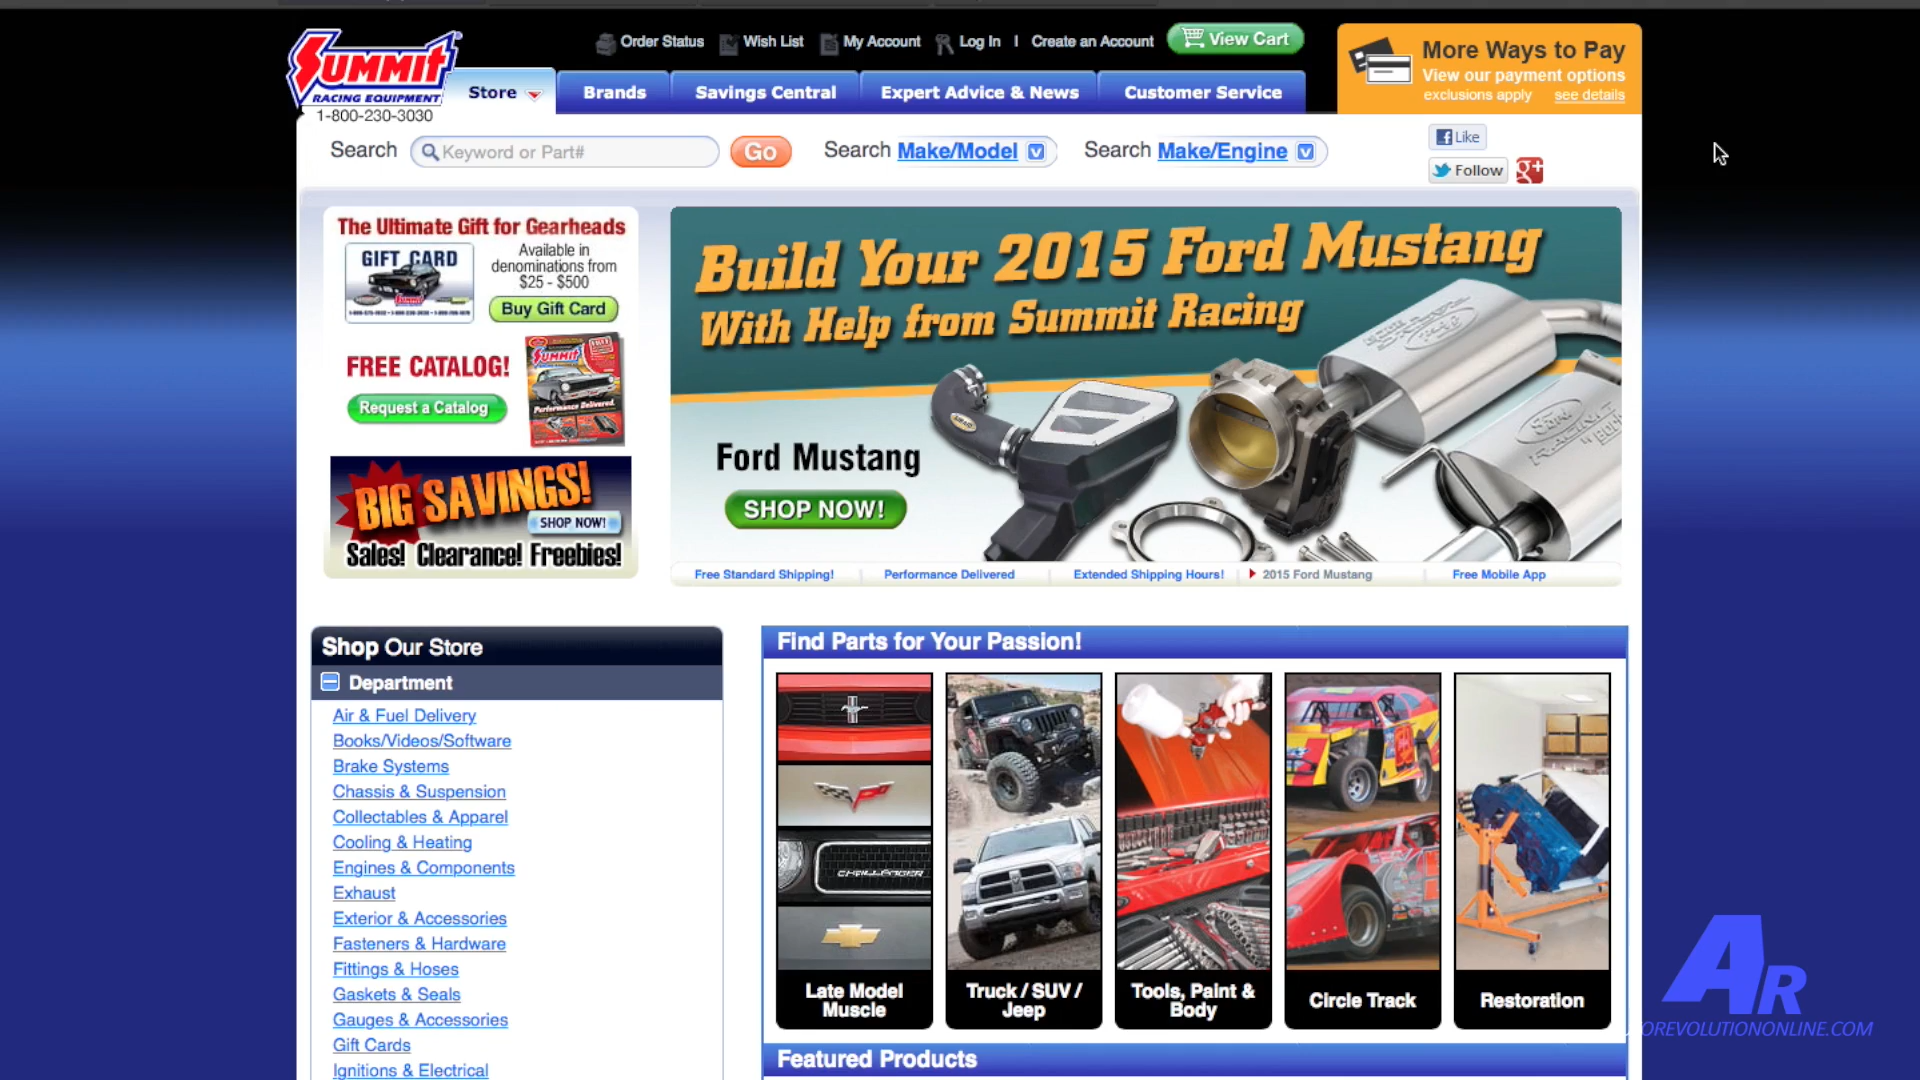 SUMMIT
RACING EQUIPMENT
1-800-230-3030
Order Status
Wish List
My Account
Log In | Create an Account
View Cart
More Ways to Pay
View our payment options
exclusions apply see details
Store
Brands
Savings Central
Expert Advice & News
Customer Service
Search Keyword or Part# Go
Search Make/Model
Search Make/Engine
Like
Follow
g+
The Ultimate Gift for Gearheads
GIFT CARD
Available in
denominations from
$25 - $500
Buy Gift Card
FREE CATALOG!
Request a Catalog
SUMMIT
Performance Delivered.
BIG SAVINGS!
SHOP NOW!
Sales! Clearance! Freebies!
Build Your 2015 Ford Mustang
With Help from Summit Racing
Ford Mustang
SHOP NOW!
Free Standard Shipping!
Performance Delivered
Extended Shipping Hours!
2015 Ford Mustang
Free Mobile App
Shop Our Store
Department
Air & Fuel Delivery
Books/Videos/Software
Brake Systems
Chassis & Suspension
Collectables & Apparel
Cooling & Heating
Engines & Components
Exhaust
Exterior & Accessories
Fasteners & Hardware
Fittings & Hoses
Gaskets & Seals
Gauges & Accessories
Gift Cards
Ignitions & Electrical
Find Parts for Your Passion!
CHALLENGER
Late Model
Muscle
Truck / SUV /
Jeep
Tools, Paint &
Body
Circle Track
Restoration
Featured Products
AR
OREVOLUTIONONLINE.COM